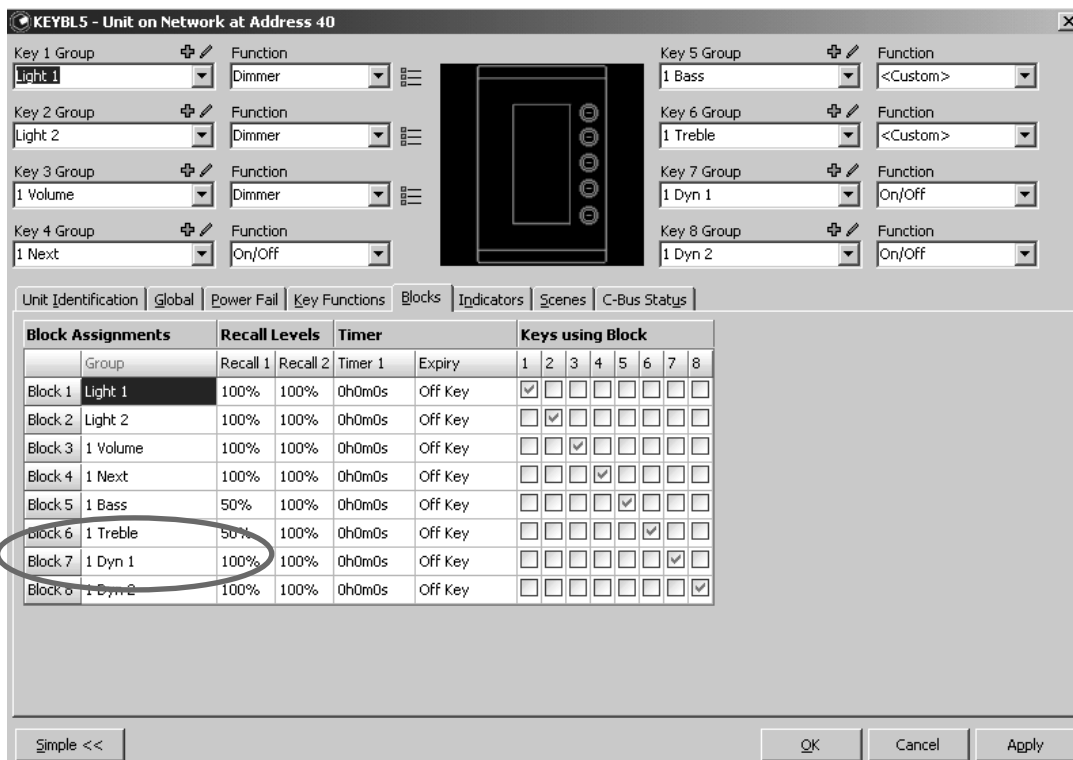 KEYBL5 - Unit on Network at Address 40
Key 1 Group Function
Light 1 Dimmer
Key 2 Group Function
Light 2 Dimmer
Key 3 Group Function
1 Volume Dimmer
Key 4 Group Function
1 Next On/Off
Key 5 Group Function
1 Bass <Custom>
Key 6 Group Function
1 Treble <Custom>
Key 7 Group Function
1 Dyn 1 On/Off
Key 8 Group Function
1 Dyn 2 On/Off
Unit Identification Global Power Fail Key Functions Blocks Indicators Scenes C-Bus Status
Block Assignments Recall Levels Timer Keys using Block
Group Recall 1 Recall 2 Timer 1 Expiry 1 2 3 4 5 6 7 8
Block 1 Light 1 100% 100% 0h0m0s Off Key
Block 2 Light 2 100% 100% 0h0m0s Off Key
Block 3 1 Volume 100% 100% 0h0m0s Off Key
Block 4 1 Next 100% 100% 0h0m0s Off Key
Block 5 1 Bass 50% 100% 0h0m0s Off Key
Block 6 1 Treble 50% 100% 0h0m0s Off Key
Block 7 1 Dyn 1 100% 100% 0h0m0s Off Key
Block 8 1 Dyn 2 100% 100% 0h0m0s Off Key
Simple << OK Cancel Apply